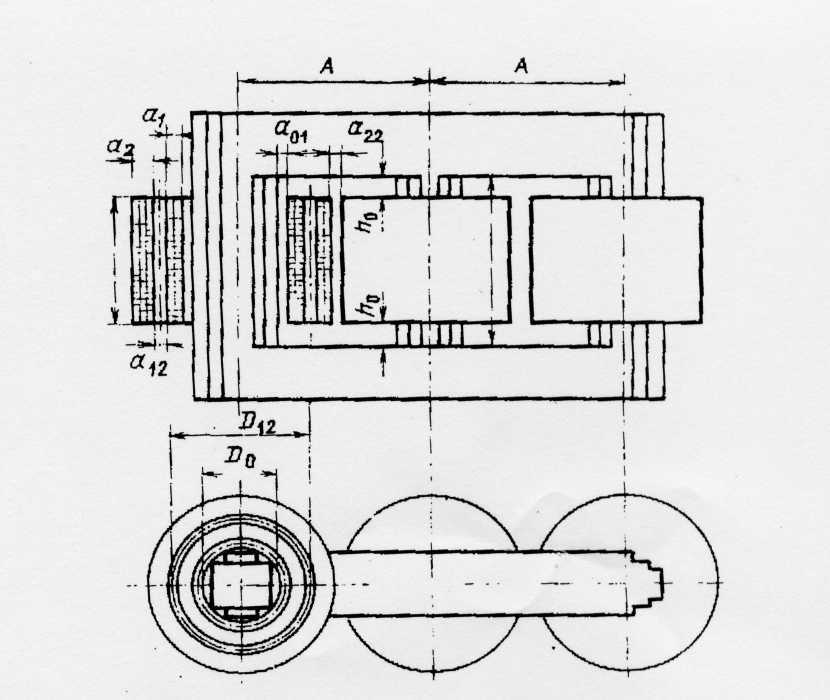 A A
a₁ a₀₁ a₂₂
a₂
h₀
h₀
a₁₂
D₁₂
D₀